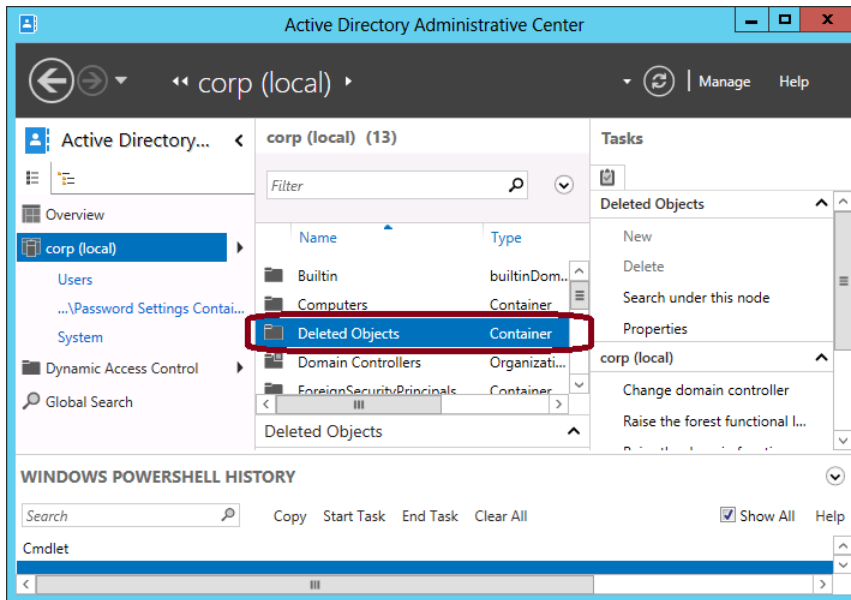 Active Directory Administrative Center
corp (local)
Manage Help
Active Directory...
Overview
corp (local)
Users
...\Password Settings Contai...
System
Dynamic Access Control
Global Search
corp (local) (13)
Filter
Name Type
Builtin builtinDom...
Computers Container
Deleted Objects Container
Domain Controllers Organizati...
ForeignSecurityPrincipals Container
Deleted Objects
Tasks
Deleted Objects
New
Delete
Search under this node
Properties
corp (local)
Change domain controller
Raise the forest functional l...
WINDOWS POWERSHELL HISTORY
Search Copy Start Task End Task Clear All Show All Help
Cmdlet